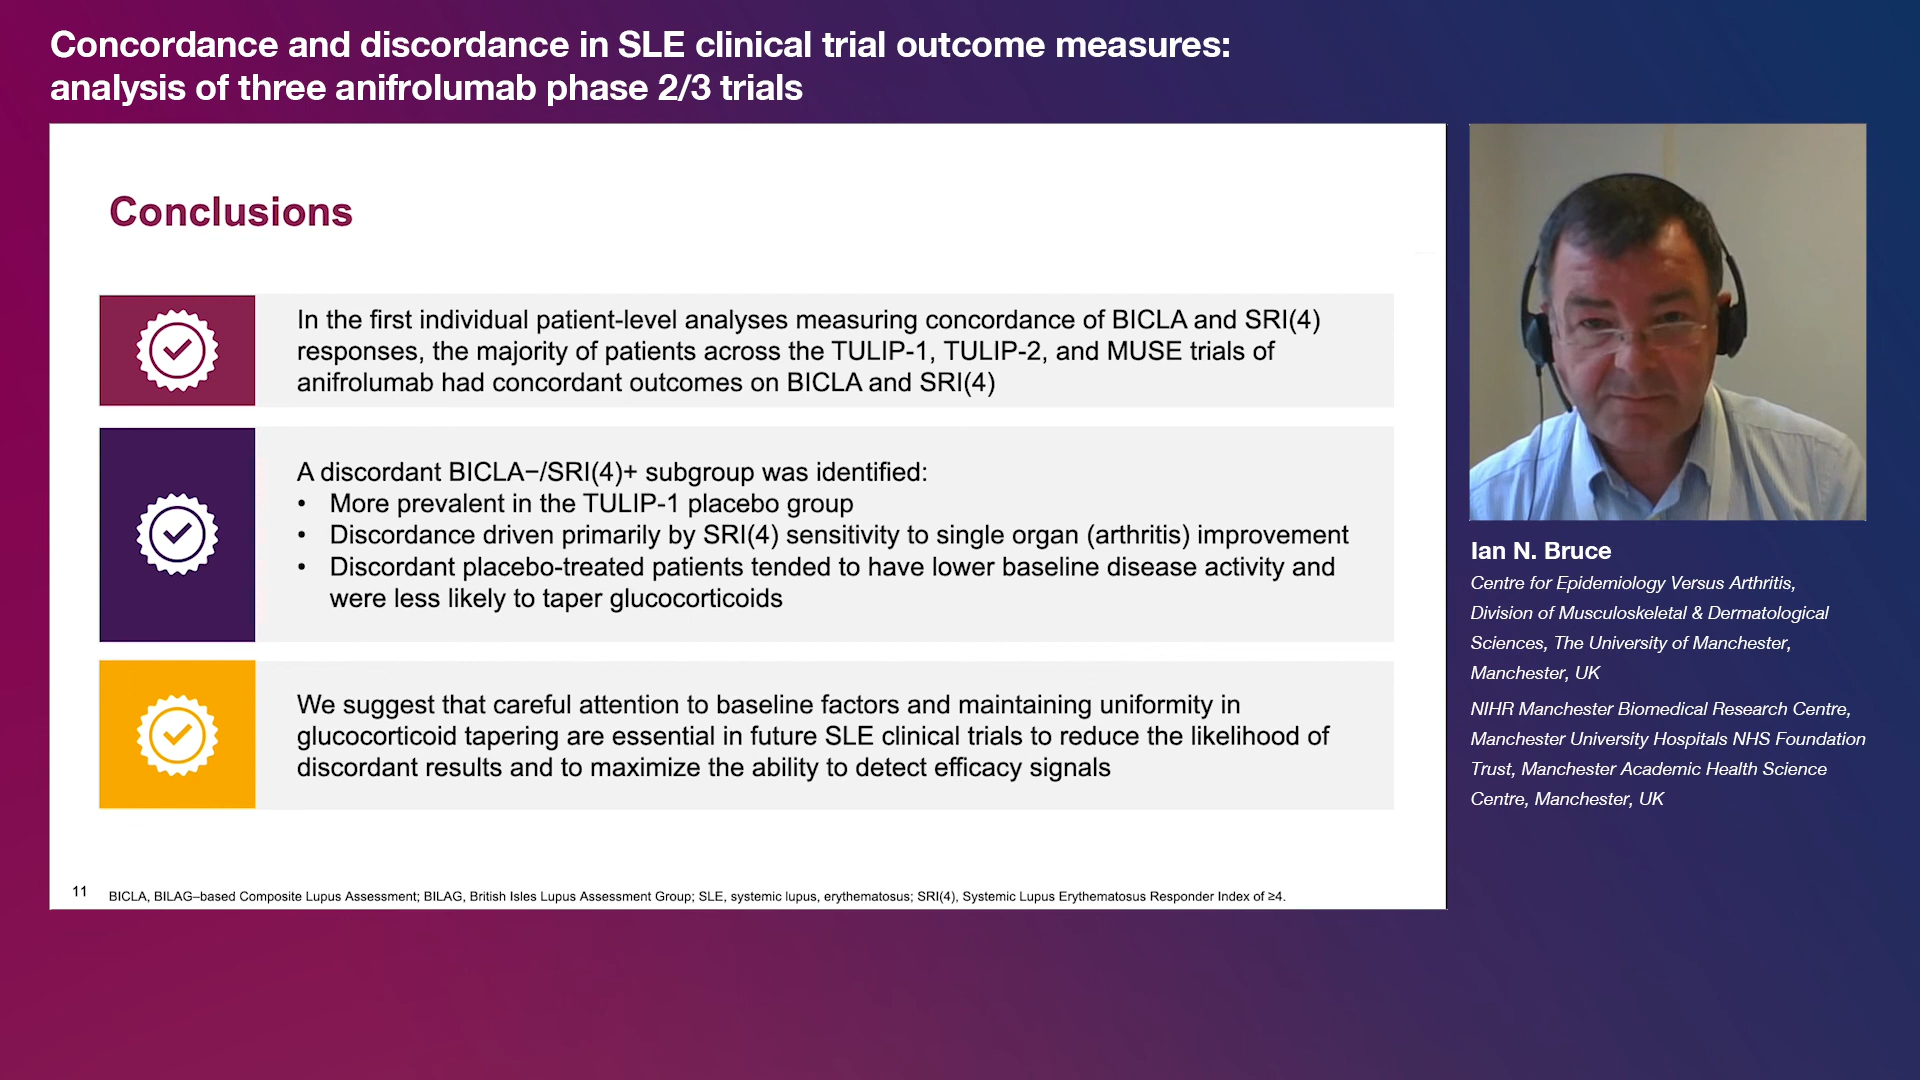 Concordance and discordance in SLE clinical trial outcome measures:
analysis of three anifrolumab phase 2/3 trials
Conclusions
In the first individual patient-level analyses measuring concordance of BICLA and SRI(4)
responses, the majority of patients across the TULIP-1, TULIP-2, and MUSE trials of
anifrolumab had concordant outcomes on BICLA and SRI(4)
A discordant BICLA−/SRI(4)+ subgroup was identified:
• More prevalent in the TULIP-1 placebo group
• Discordance driven primarily by SRI(4) sensitivity to single organ (arthritis) improvement
• Discordant placebo-treated patients tended to have lower baseline disease activity and
were less likely to taper glucocorticoids
We suggest that careful attention to baseline factors and maintaining uniformity in
glucocorticoid tapering are essential in future SLE clinical trials to reduce the likelihood of
discordant results and to maximize the ability to detect efficacy signals
11
BICLA, BILAG–based Composite Lupus Assessment; BILAG, British Isles Lupus Assessment Group; SLE, systemic lupus, erythematosus; SRI(4), Systemic Lupus Erythematosus Responder Index of ≥4.
Ian N. Bruce
Centre for Epidemiology Versus Arthritis,
Division of Musculoskeletal & Dermatological
Sciences, The University of Manchester,
Manchester, UK
NIHR Manchester Biomedical Research Centre,
Manchester University Hospitals NHS Foundation
Trust, Manchester Academic Health Science
Centre, Manchester, UK